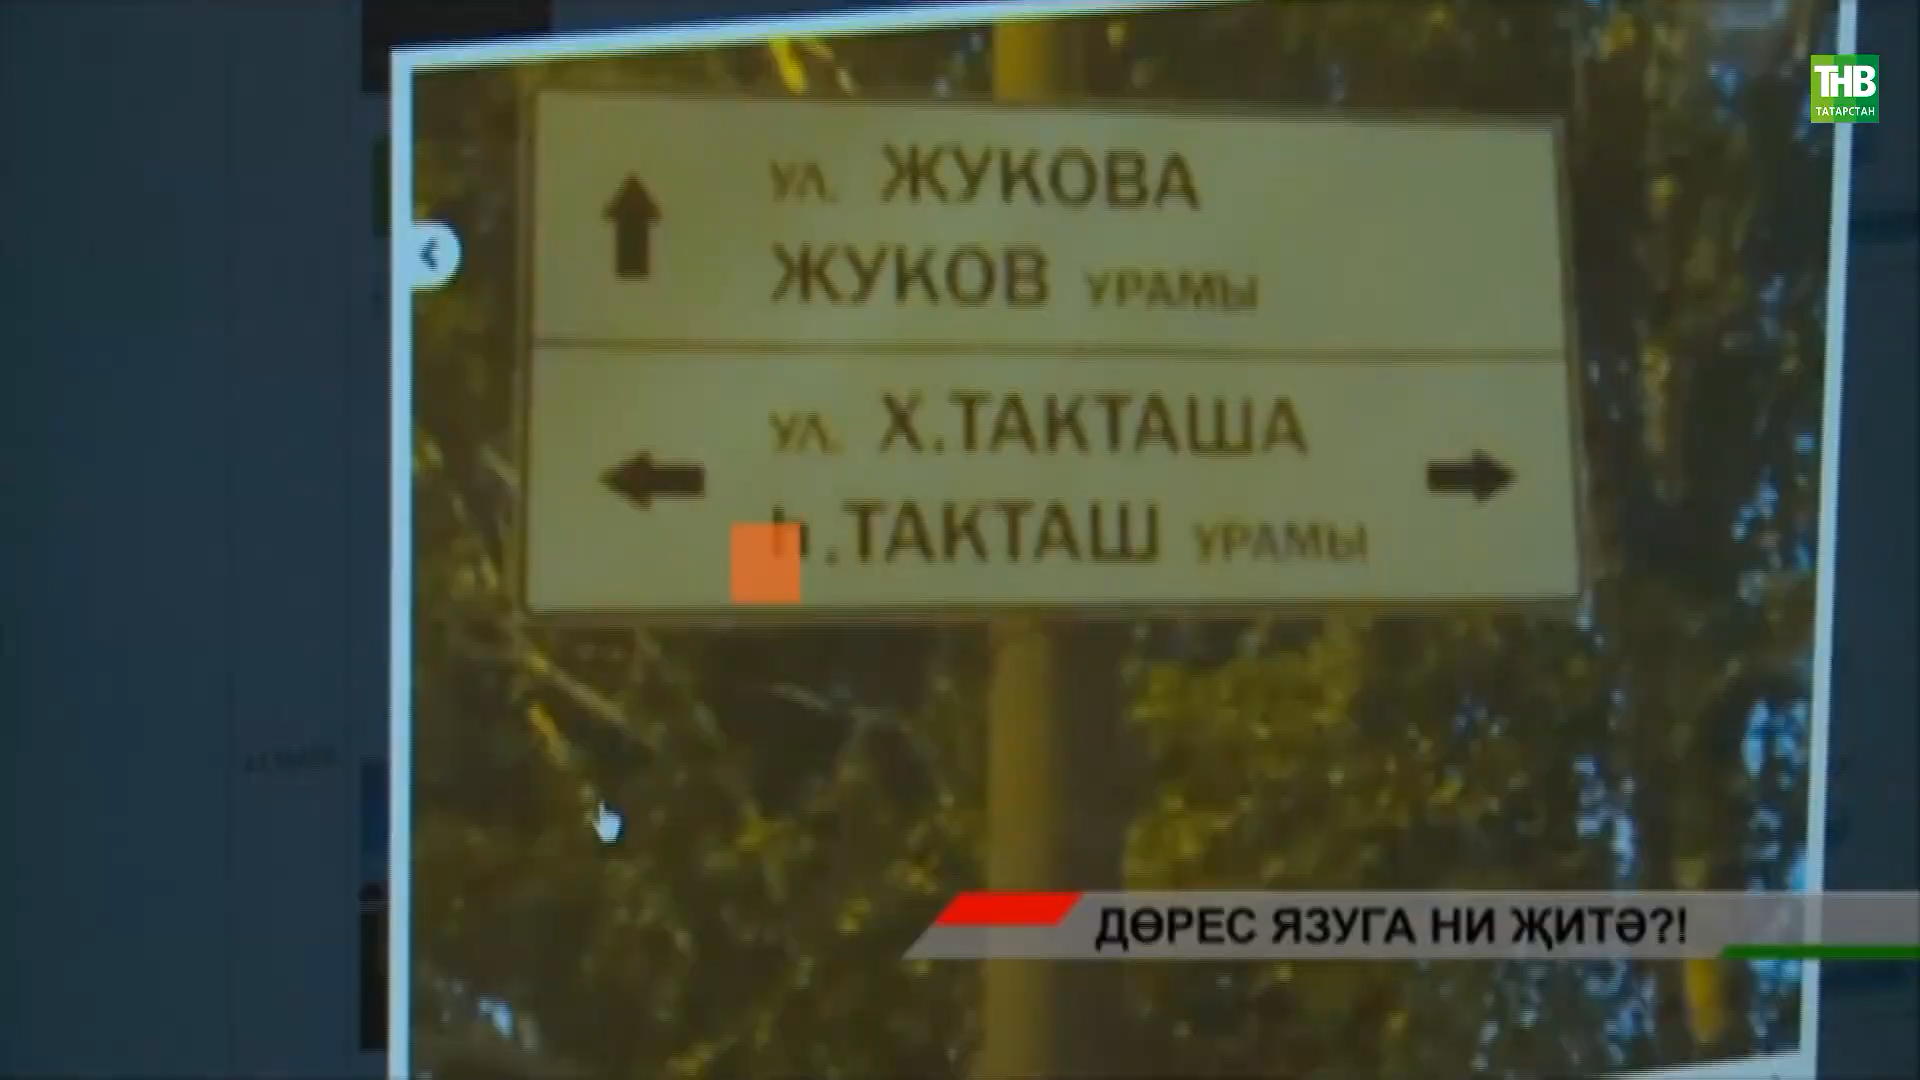 ТНВ
ТАТАРСТАН
ул. ЖУКОВА
ЖУКОВ УРАМЫ
ул. Х.ТАКТАША
һ.ТАКТАШ УРАМЫ
ДӨРЕС ЯЗУГА НИ ҖИТӘ?!